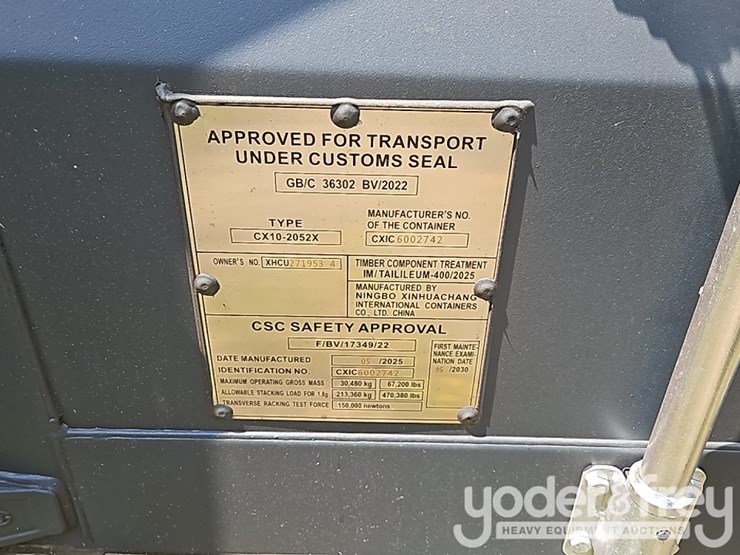 APPROVED FOR TRANSPORT
UNDER CUSTOMS SEAL
GB/C 36302 BV/2022
TYPE
CX10-2052X
MANUFACTURER'S NO.
OF THE CONTAINER
CXIC 6002742
OWNER'S NO. XHCU 271953 4
TIMBER COMPONENT TREATMENT
IM/TAILILEUM-400/2025
MANUFACTURED BY
NINGBO XINHUACHANG
INTERNATIONAL CONTAINERS
CO., LTD. CHINA
CSC SAFETY APPROVAL
F/BV/17349/22
DATE MANUFACTURED 05 /2025
IDENTIFICATION NO. CXIC6002742
MAXIMUM OPERATING GROSS MASS 30,480 kg 67,200 lbs
ALLOWABLE STACKING LOAD FOR 1.8g 213,360 kg 470,380 lbs
TRANSVERSE RACKING TEST FORCE 150,000 newtons
FIRST MAINTE-
NANCE EXAMI-
NATION DATE
05 /2030
yoder & frey
HEAVY EQUIPMENT AUCTIONS